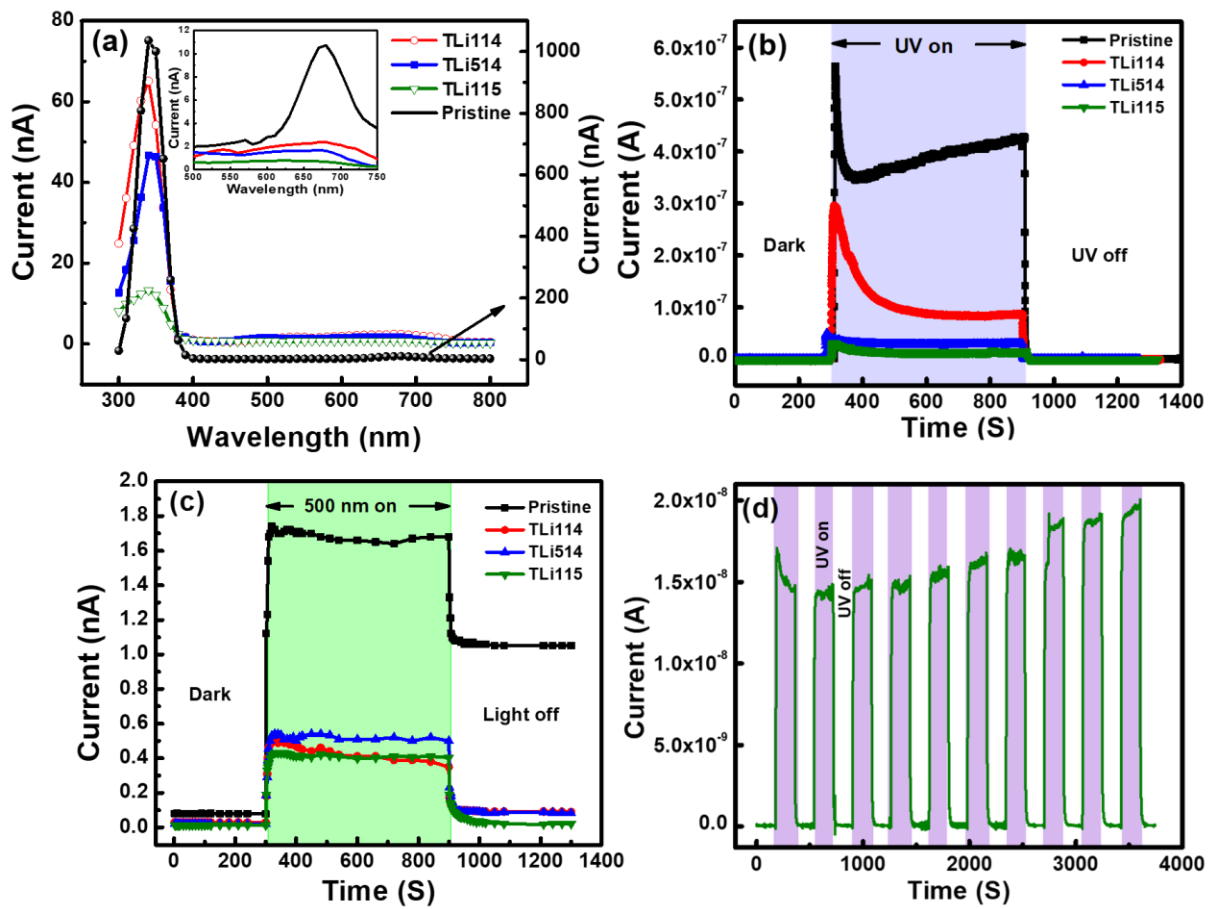 (a)
TLi114
TLi514
TLi115
Pristine
80
60
40
20
0
Current (nA)
300 400 500 600 700 800
Wavelength (nm)
1000
800
600
400
200
0
Current (nA)
12
10
8
6
4
2
0
Current (nA)
500 550 600 650 700 750
Wavelength (nm)
(b)
UV on
Pristine
TLi114
TLi514
TLi115
Dark
UV off
6.0x10⁻⁷
5.0x10⁻⁷
4.0x10⁻⁷
3.0x10⁻⁷
2.0x10⁻⁷
1.0x10⁻⁷
0.0
Current (A)
0 200 400 600 800 1000 1200 1400
Time (S)
(c)
500 nm on
Pristine
TLi114
TLi514
TLi115
Dark
Light off
2.0
1.8
1.6
1.4
1.2
1.0
0.8
0.6
0.4
0.2
0.0
Current (nA)
0 200 400 600 800 1000 1200 1400
Time (S)
(d)
UV on
UV off
2.0x10⁻⁸
1.5x10⁻⁸
1.0x10⁻⁸
5.0x10⁻⁹
0.0
Current (A)
0 1000 2000 3000 4000
Time (S)